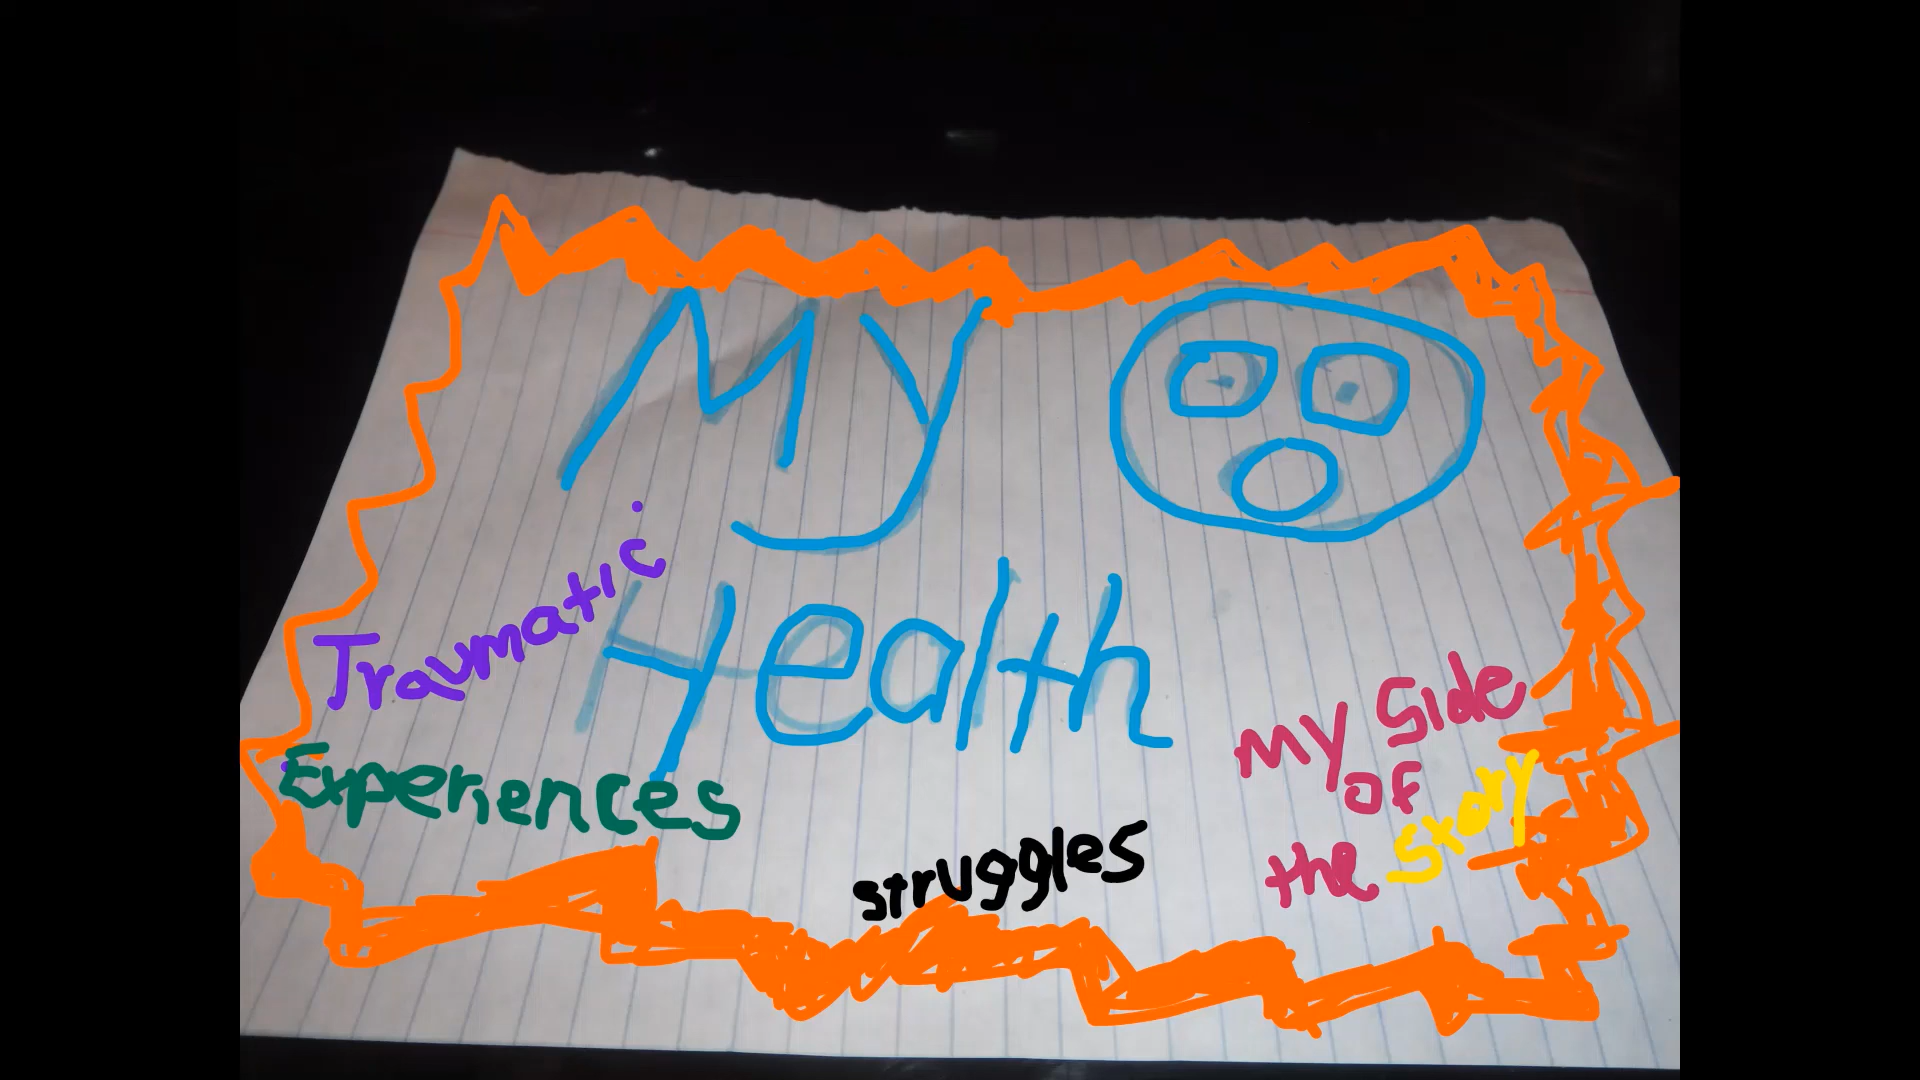 My
Health
Traumatic
Experiences
struggles
my side
of
the story